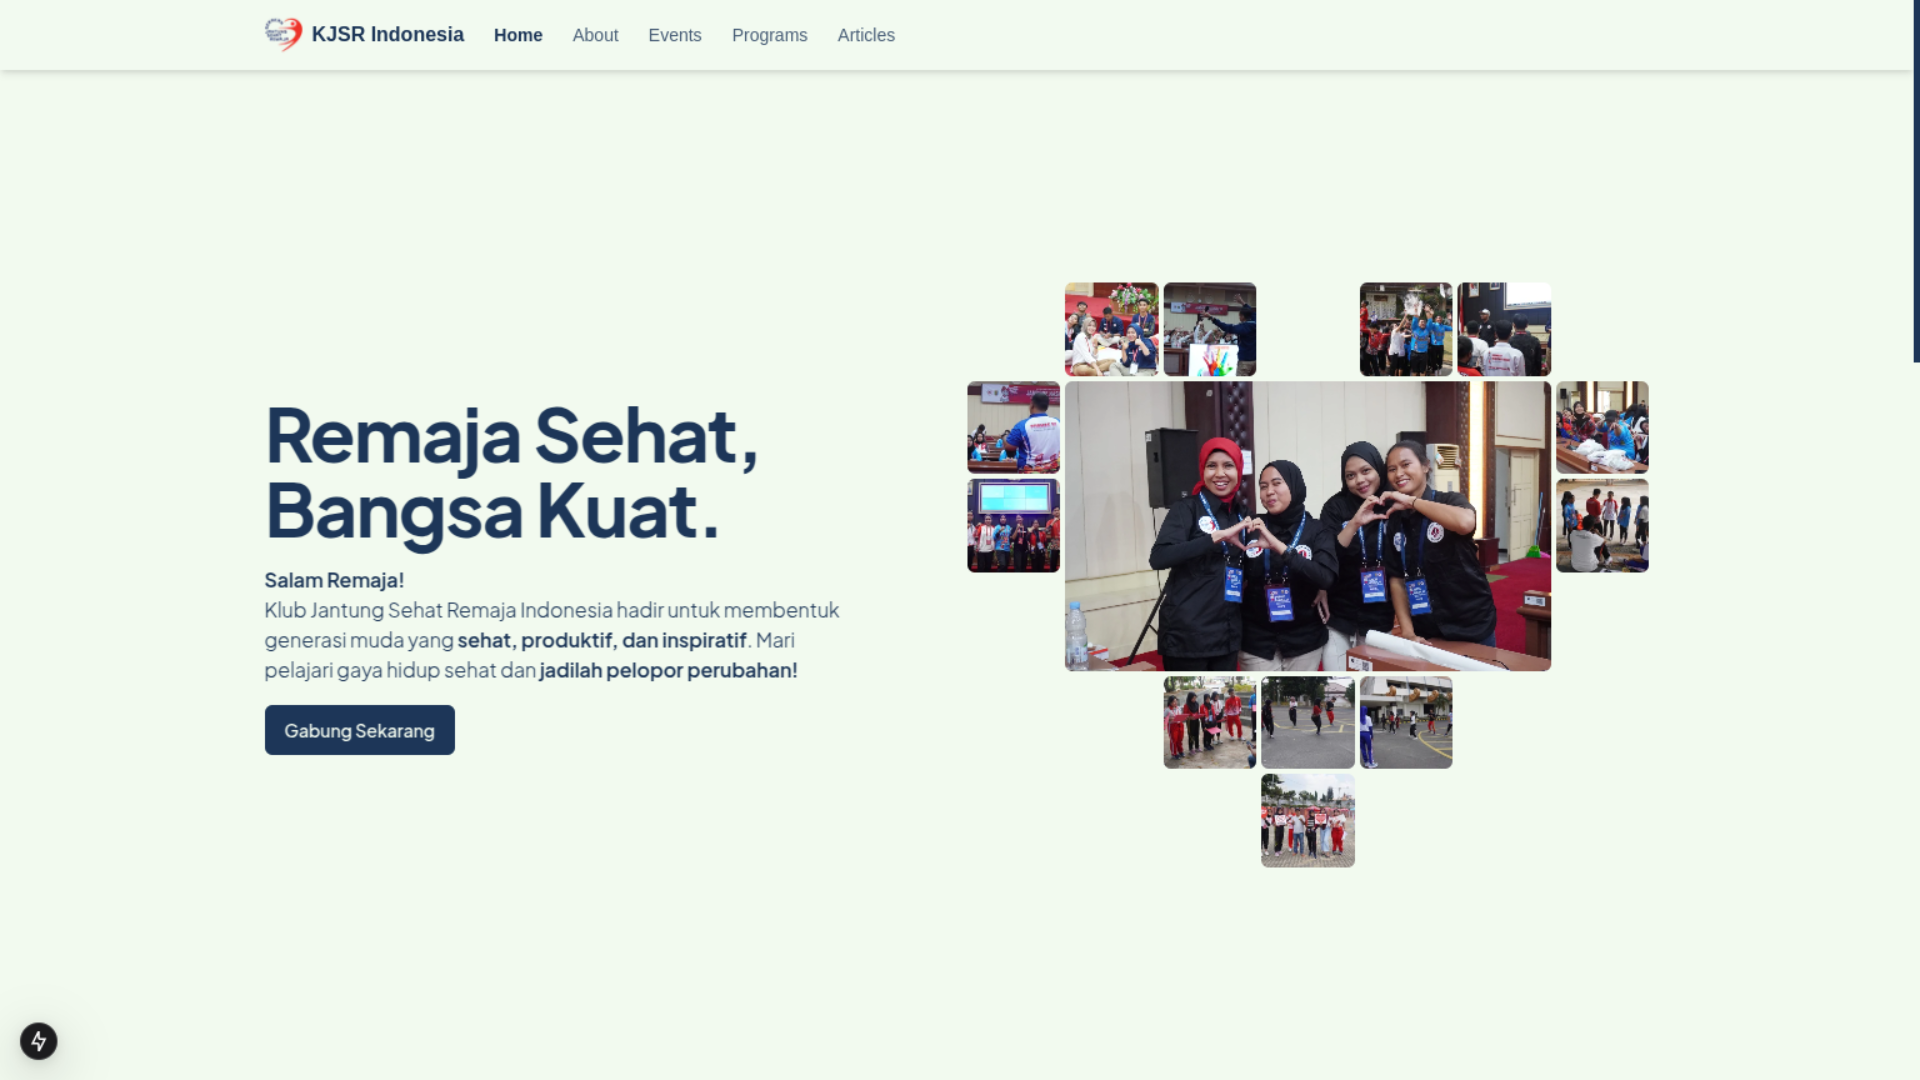 KJSR Indonesia
Home
About
Events
Programs
Articles
Remaja Sehat,
Bangsa Kuat.
Salam Remaja!
Klub Jantung Sehat Remaja Indonesia hadir untuk membentuk
generasi muda yang sehat, produktif, dan inspiratif. Mari
pelajari gaya hidup sehat dan jadilah pelopor perubahan!
Gabung Sekarang